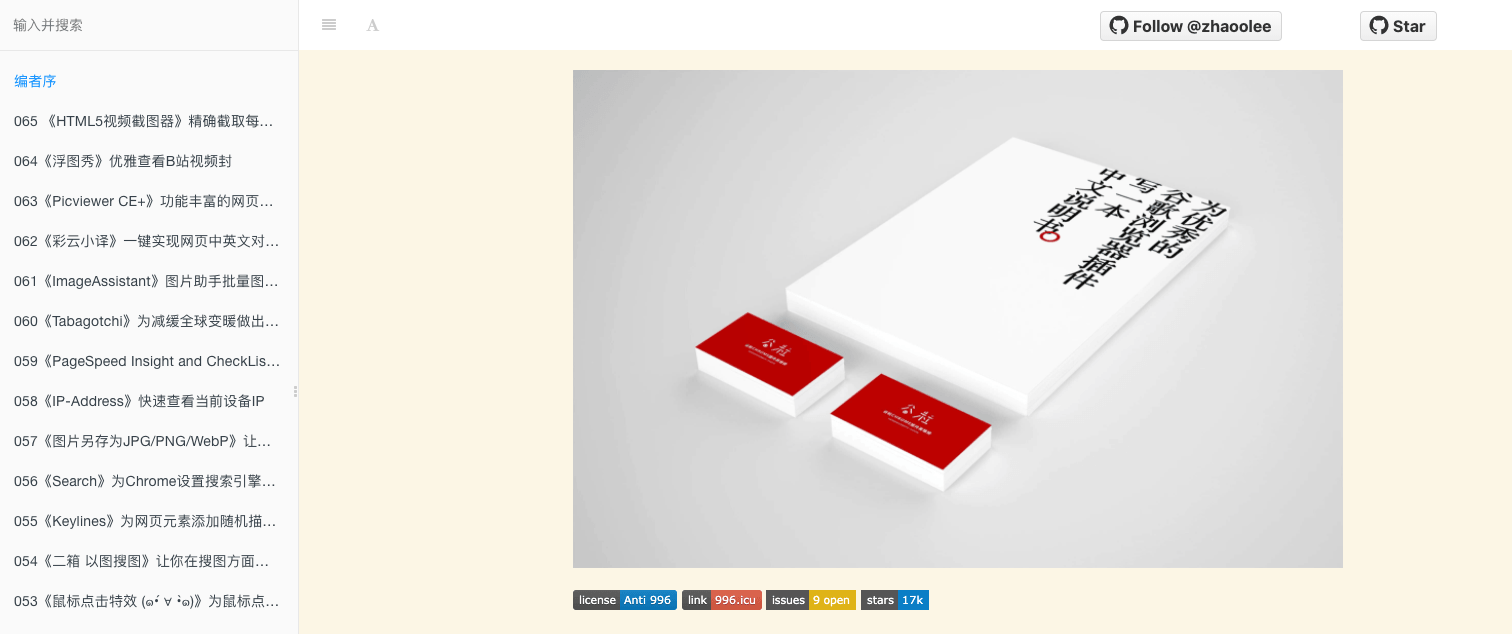 输入并搜索
A
Follow @zhaoolee
Star
编者序
065 《HTML5视频截图器》精确截取每...
064《浮图秀》优雅查看B站视频封
063《Picviewer CE+》功能丰富的网页...
062《彩云小译》一键实现网页中英文对...
061《ImageAssistant》图片助手批量图...
060《Tabagotchi》为减缓全球变暖做出...
059《PageSpeed Insight and CheckLis...
058《IP-Address》快速查看当前设备IP
057《图片另存为JPG/PNG/WebP》让...
056《Search》为Chrome设置搜索引擎...
055《Keylines》为网页元素添加随机描...
054《二箱 以图搜图》让你在搜图方面...
053《鼠标点击特效 (๑•́ ∀ •̀๑)》为鼠标点...
为优秀的
谷歌浏览器插件
写一本
中文说明书
license Anti 996
link 996.icu
issues 9 open
stars 17k